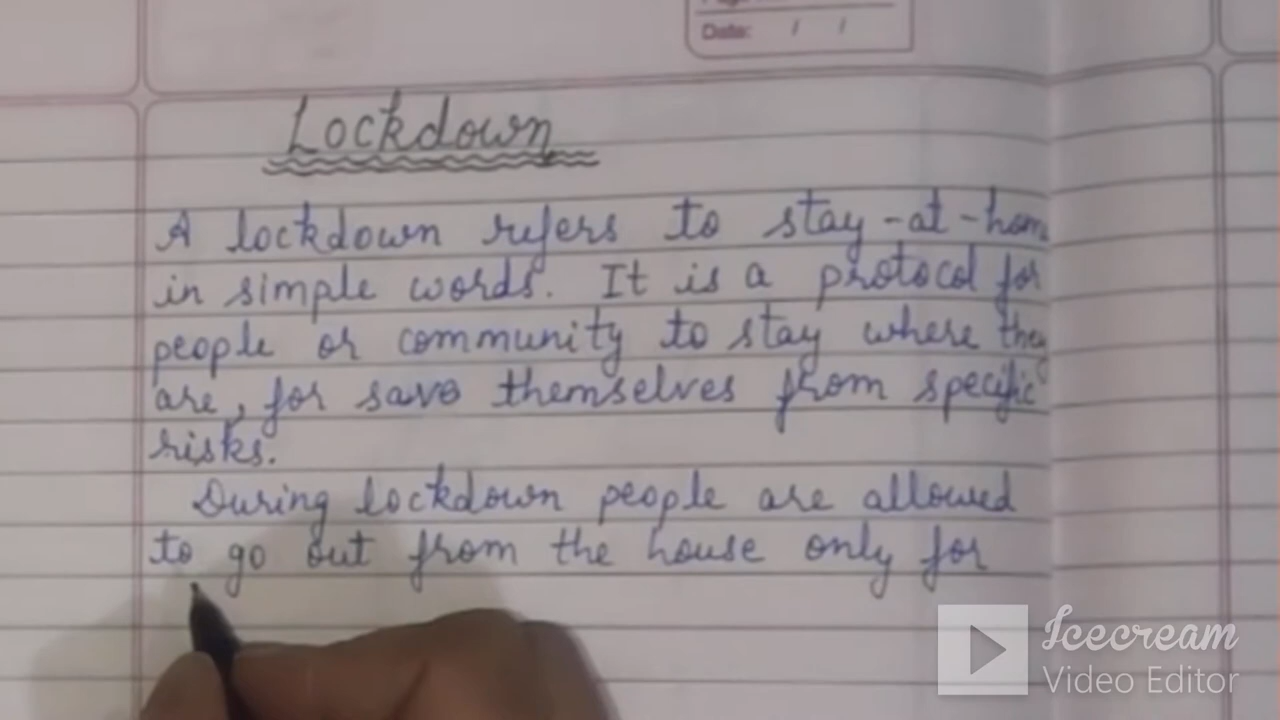 Date: / /
Lockdown
A lockdown refers to stay-at-hom
in simple words. It is a protocol for
people or community to stay where they
are, for save themselves from specific
risks.
During lockdown people are allowed
to go out from the house only for
Icecream
Video Editor